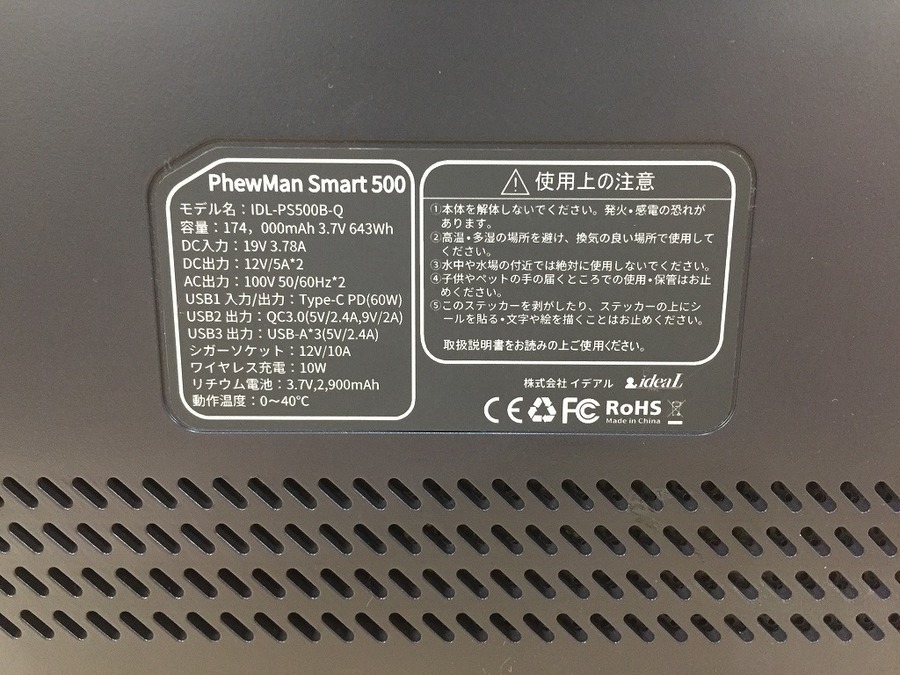 PhewMan Smart 500
モデル名：IDL-PS500B-Q
容量：174，000mAh 3.7V 643Wh
DC入力：19V 3.78A
DC出力：12V/5A*2
AC出力：100V 50/60Hz*2
USB1 入力/出力：Type-C PD(60W)
USB2 出力：QC3.0(5V/2.4A,9V/2A)
USB3 出力：USB-A*3(5V/2.4A)
シガーソケット：12V/10A
ワイヤレス充電：10W
リチウム電池：3.7V,2,900mAh
動作温度：0～40℃
使用上の注意
①本体を解体しないでください。発火・感電の恐れが
あります。
②高温・多湿の場所を避け、換気の良い場所で使用して
ください。
③水中や水場の付近では絶対に使用しないでください。
④子供やペットの手の届くところでの使用・保管はお止
めください。
⑤このステッカーを剥がしたり、ステッカーの上にシ
ールを貼る・文字や絵を描くことはお止めください。
取扱説明書をお読みの上ご使用ください。
株式会社 イデアル ideaL
CE FC RoHS
Made in China